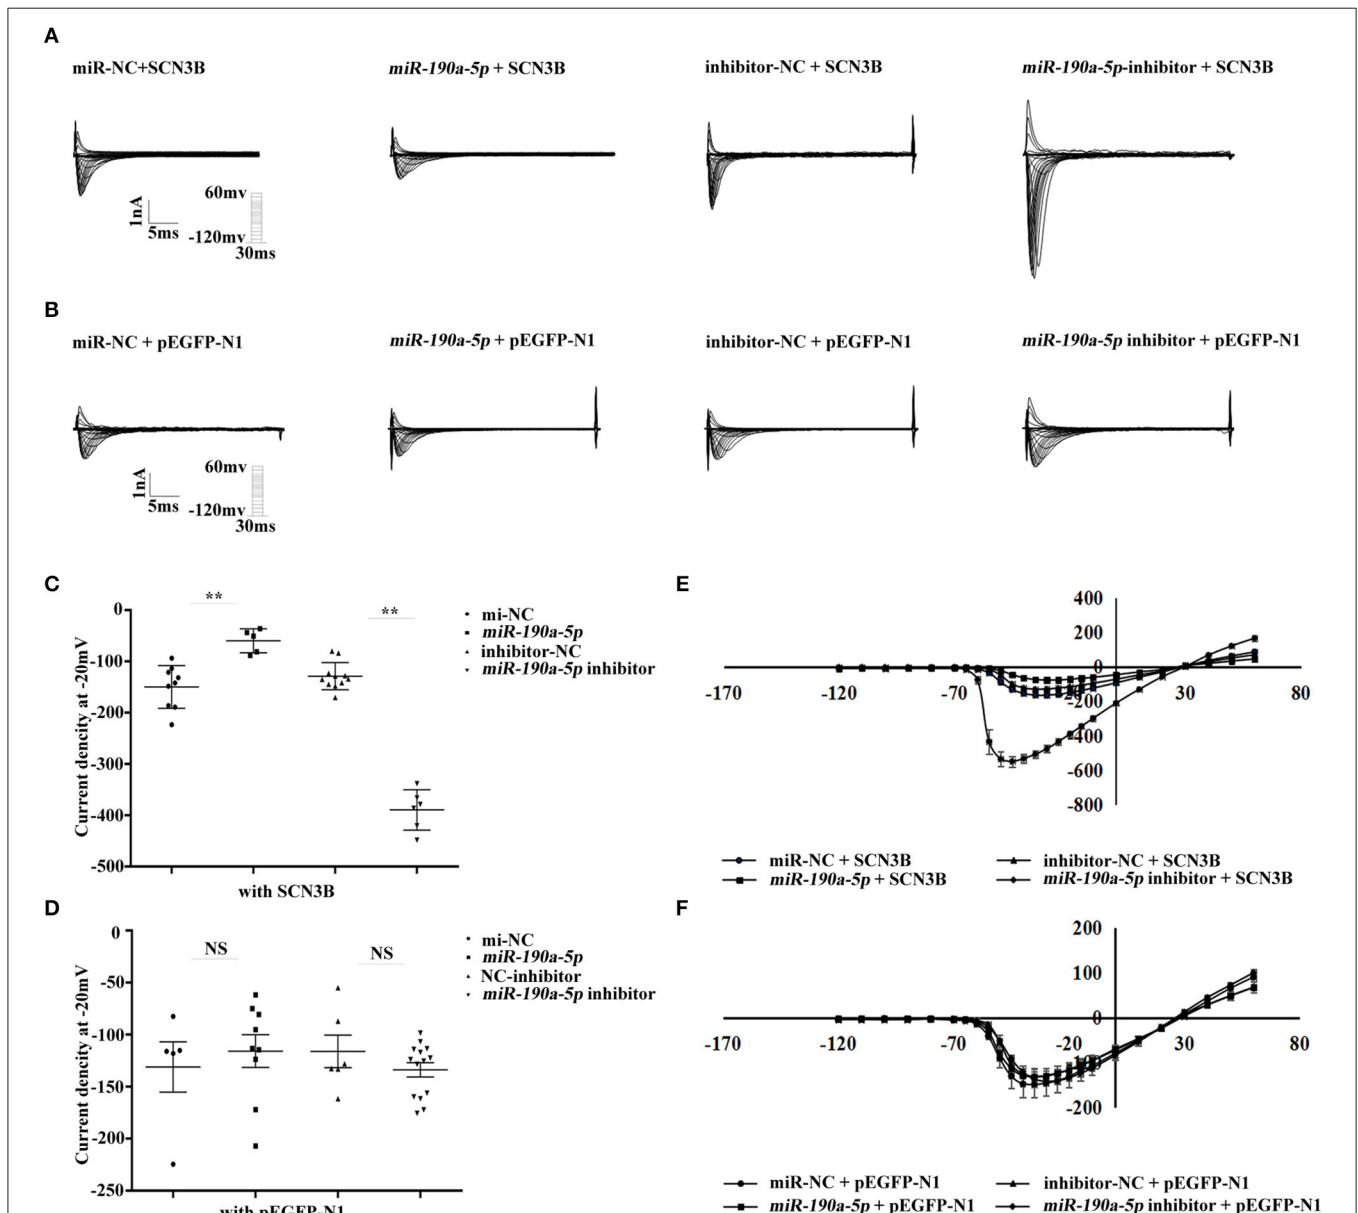 A
miR-NC+SCN3B
miR-190a-5p + SCN3B
inhibitor-NC + SCN3B
miR-190a-5p-inhibitor + SCN3B
1nA
5ms
60mv
-120mv
30ms
B
miR-NC + pEGFP-N1
miR-190a-5p + pEGFP-N1
inhibitor-NC + pEGFP-N1
miR-190a-5p inhibitor + pEGFP-N1
1nA
5ms
60mv
-120mv
30ms
C
Current dencity at -20mV
0
-100
-200
-300
-400
-500
**
**
mi-NC
miR-190a-5p
inhibitor-NC
miR-190a-5p inhibitor
with SCN3B
D
Current dencity at -20mV
0
-50
-100
-150
-200
-250
NS
NS
mi-NC
miR-190a-5p
NC-inhibitor
miR-190a-5p inhibitor
with pEGFP-N1
E
400
200
0
-200
-400
-600
-800
-170
-120
-70
-20
30
80
miR-NC + SCN3B
inhibitor-NC + SCN3B
miR-190a-5p + SCN3B
miR-190a-5p inhibitor + SCN3B
F
200
100
0
-100
-200
-170
-120
-70
-20
30
80
miR-NC + pEGFP-N1
inhibitor-NC + pEGFP-N1
miR-190a-5p + pEGFP-N1
miR-190a-5p inhibitor + pEGFP-N1